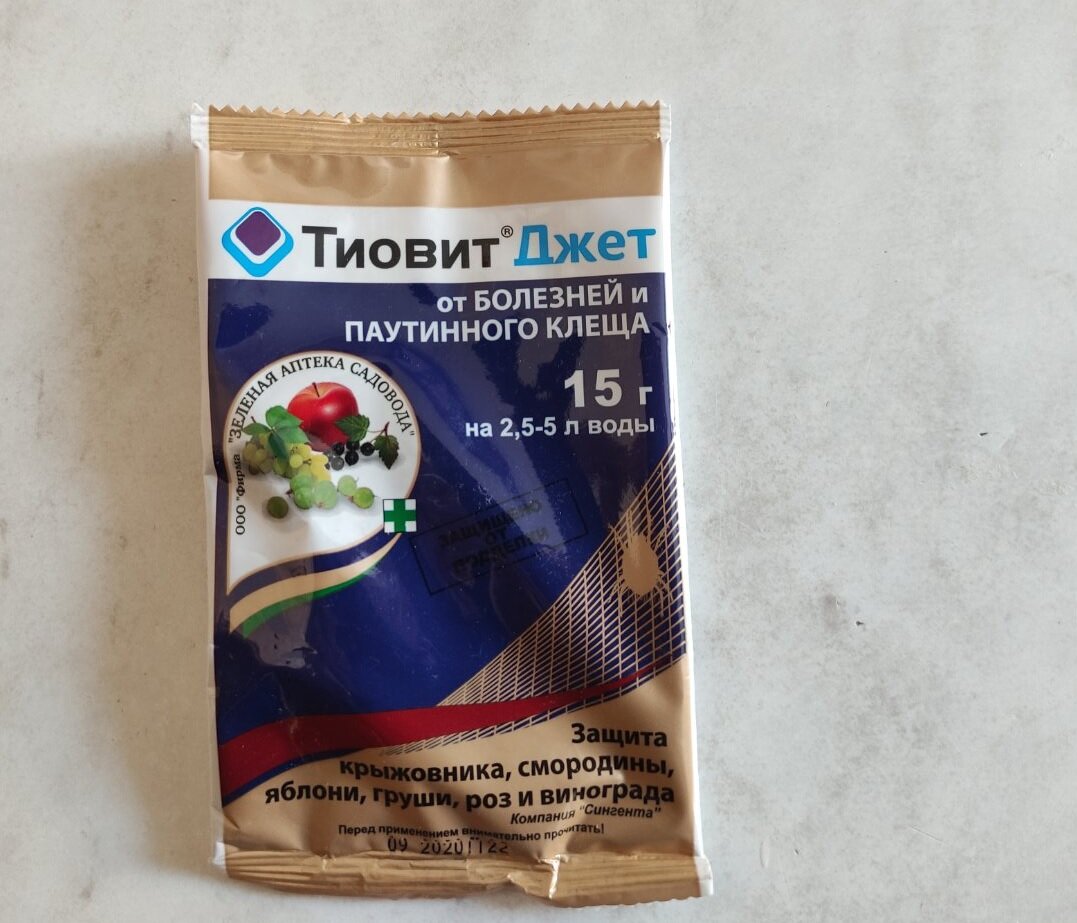 Тиовит® Джет
от БОЛЕЗНЕЙ и
ПАУТИННОГО КЛЕЩА
15 г
на 2,5-5 л воды
ООО "Фирма "ЗЕЛЕНАЯ АПТЕКА САДОВОДА"
ЗАЩИЩЕНО
ОТ
ПОДДЕЛКИ
Защита
крыжовника, смородины,
яблони, груши, роз и винограда
Компания "Сингента"
Перед применением внимательно прочитать!
09 2020